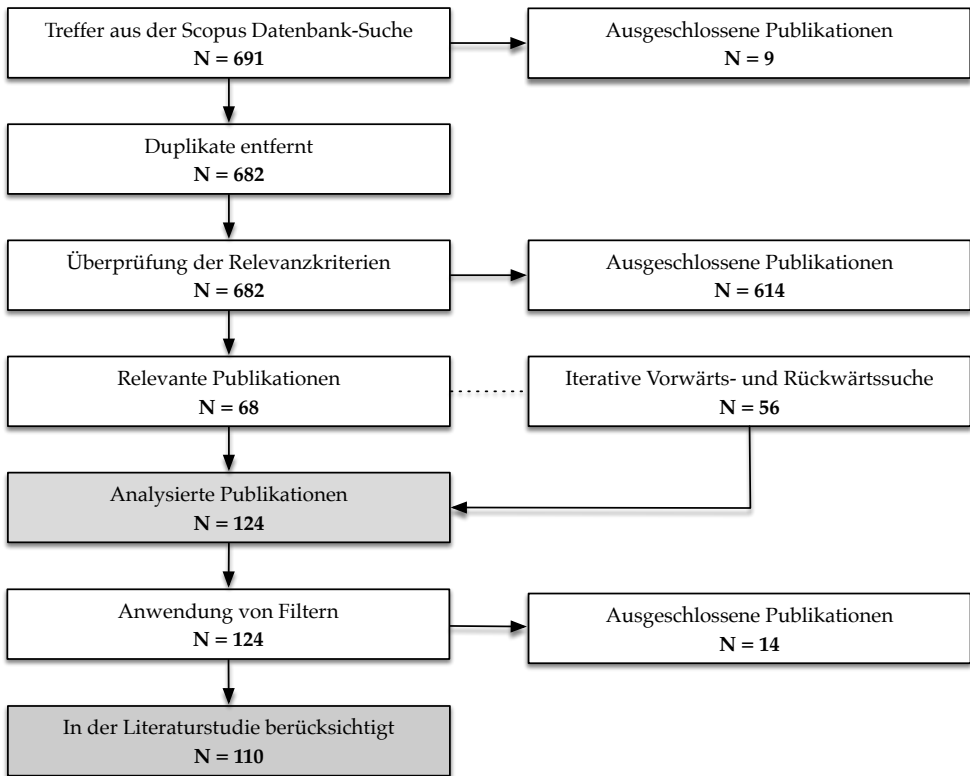 Treffer aus der Scopus Datenbank-Suche
N = 691
Ausgeschlossene Publikationen
N = 9
Duplikate entfernt
N = 682
Überprüfung der Relevanzkriterien
N = 682
Ausgeschlossene Publikationen
N = 614
Relevante Publikationen
N = 68
Iterative Vorwärts- und Rückwärtssuche
N = 56
Analysierte Publikationen
N = 124
Anwendung von Filtern
N = 124
Ausgeschlossene Publikationen
N = 14
In der Literaturstudie berücksichtigt
N = 110